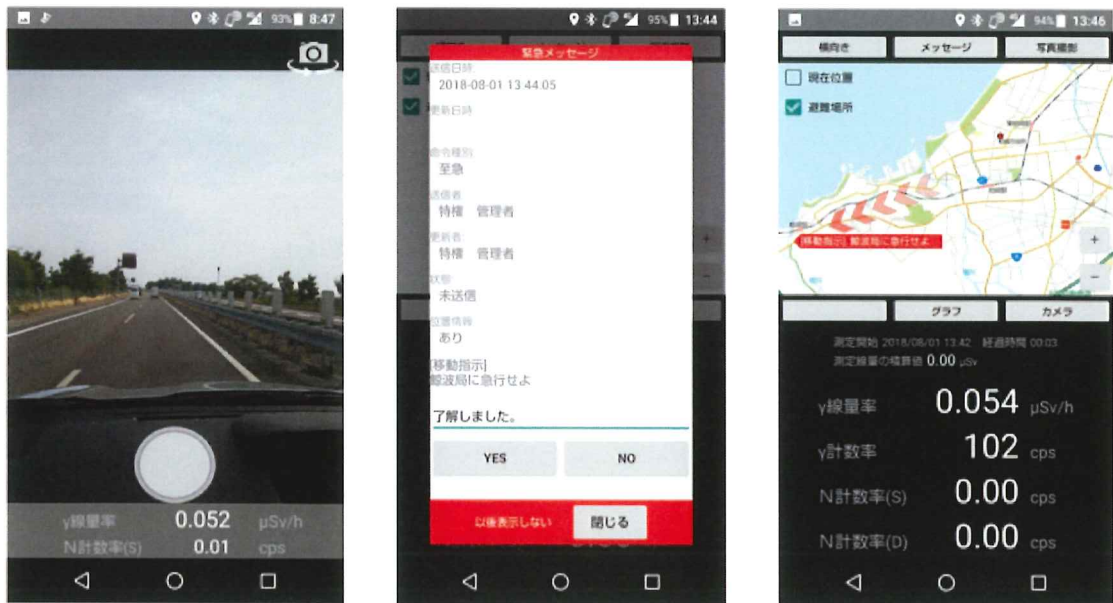 93% 8:47
γ線量率 0.052 μSv/h
N計数率(S) 0.01 cps
95% 13:44
緊急メッセージ
送信日時:
2018-08-01 13:44:05
更新日時:
命令種別:
至急
送信者:
特権 管理者
更新者:
特権 管理者
状態:
未送信
位置情報:
あり
[移動指示]
鯨波局に急行せよ
了解しました。
YES NO
以後表示しない 閉じる
94% 13:46
横向き メッセージ 写真撮影
現在位置
避難場所
[移動指示] 鯨波局に急行せよ
+
−
グラフ カメラ
測定開始 2018/08/01 13:42 経過時間 00:03
測定線量の積算値 0.00 μSv
γ線量率 0.054 μSv/h
γ計数率 102 cps
N計数率(S) 0.00 cps
N計数率(D) 0.00 cps